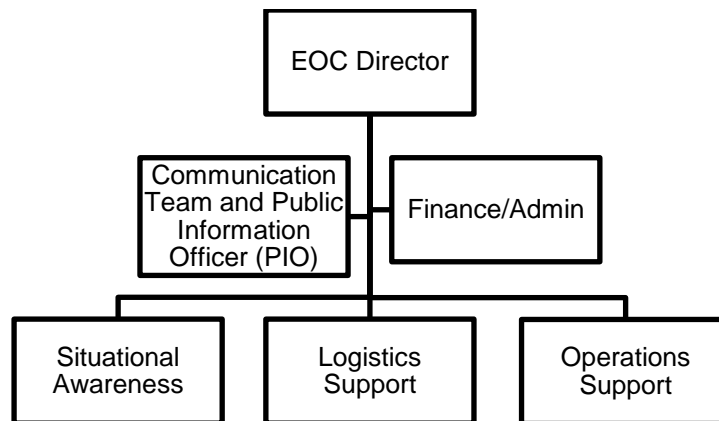 EOC Director
Communication
Team and Public
Information
Officer (PIO)
Finance/Admin
Situational
Awareness
Logistics
Support
Operations
Support